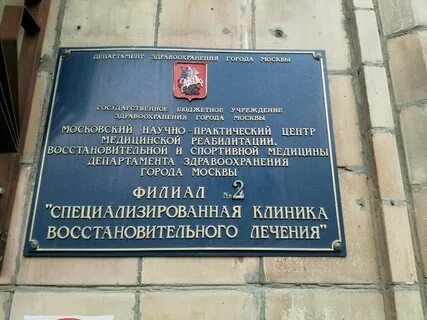 ДЕПАРТАМЕНТ ЗДРАВООХРАНЕНИЯ ГОРОДА МОСКВЫ
ГОСУДАРСТВЕННОЕ БЮДЖЕТНОЕ УЧРЕЖДЕНИЕ
ЗДРАВООХРАНЕНИЯ ГОРОДА МОСКВЫ
МОСКОВСКИЙ НАУЧНО-ПРАКТИЧЕСКИЙ ЦЕНТР
МЕДИЦИНСКОЙ РЕАБИЛИТАЦИИ,
ВОССТАНОВИТЕЛЬНОЙ И СПОРТИВНОЙ МЕДИЦИНЫ
ДЕПАРТАМЕНТА ЗДРАВООХРАНЕНИЯ
ГОРОДА МОСКВЫ
ФИЛИАЛ №2
"СПЕЦИАЛИЗИРОВАННАЯ КЛИНИКА
ВОССТАНОВИТЕЛЬНОГО ЛЕЧЕНИЯ"